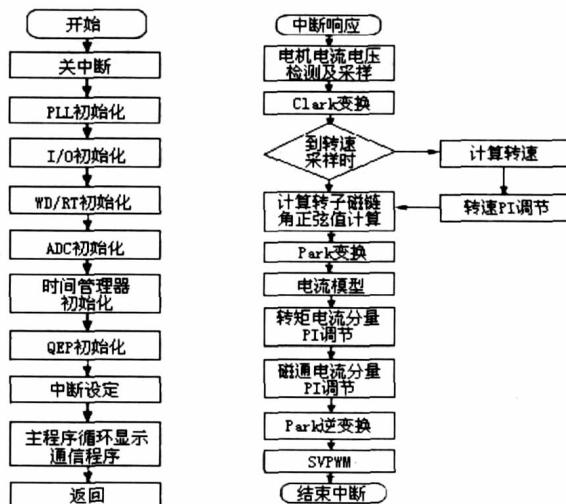 开始
关中断
PLL初始化
I/O初始化
WD/RT初始化
ADC初始化
时间管理器
初始化
QEP初始化
中断设定
主程序循环显示
通信程序
返回
中断响应
电机电流电压
检测及采样
Clark变换
到转速
采样时
计算转速
转速PI调节
计算转子磁链
角正弦值计算
Park变换
电流模型
转矩电流分量
PI调节
磁通电流分量
PI调节
Park逆变换
SVPWM
结束中断